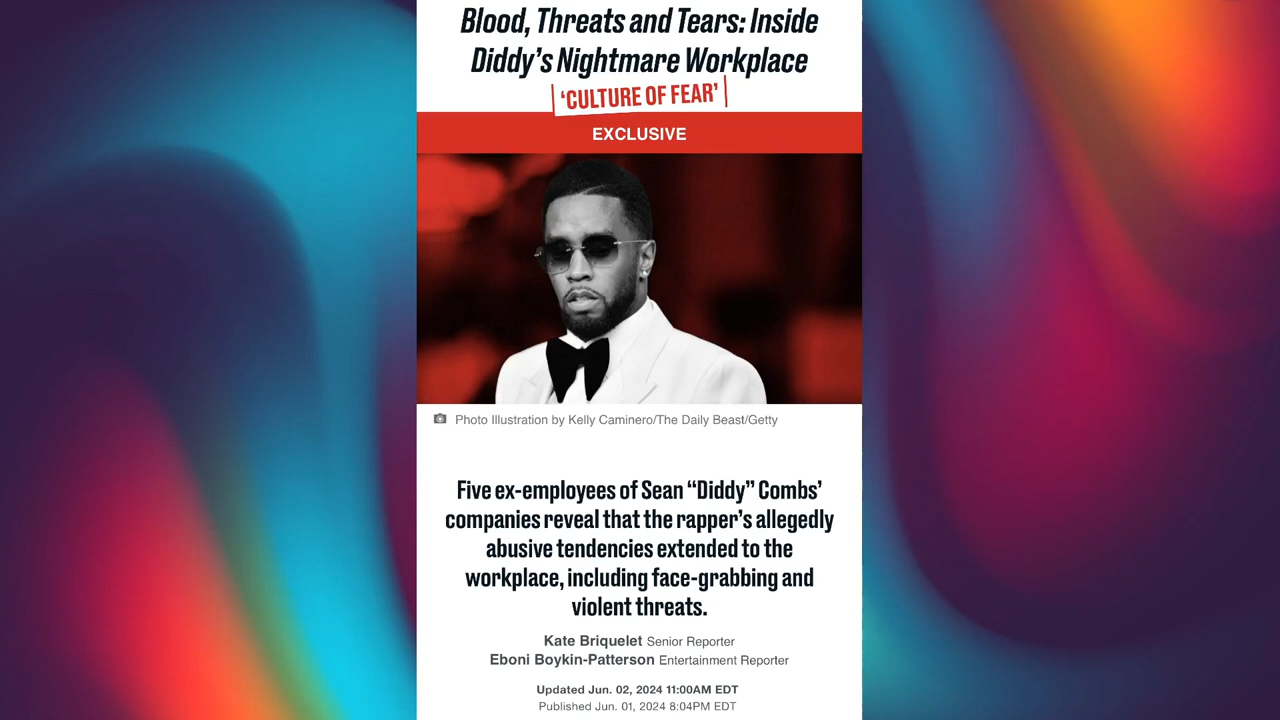 Blood, Threats and Tears: Inside
Diddy’s Nightmare Workplace
‘CULTURE OF FEAR’
EXCLUSIVE
Photo Illustration by Kelly Caminero/The Daily Beast/Getty
Five ex-employees of Sean “Diddy” Combs’
companies reveal that the rapper’s allegedly
abusive tendencies extended to the
workplace, including face-grabbing and
violent threats.
Kate Briquelet Senior Reporter
Eboni Boykin-Patterson Entertainment Reporter
Updated Jun. 02, 2024 11:00AM EDT
Published Jun. 01, 2024 8:04PM EDT